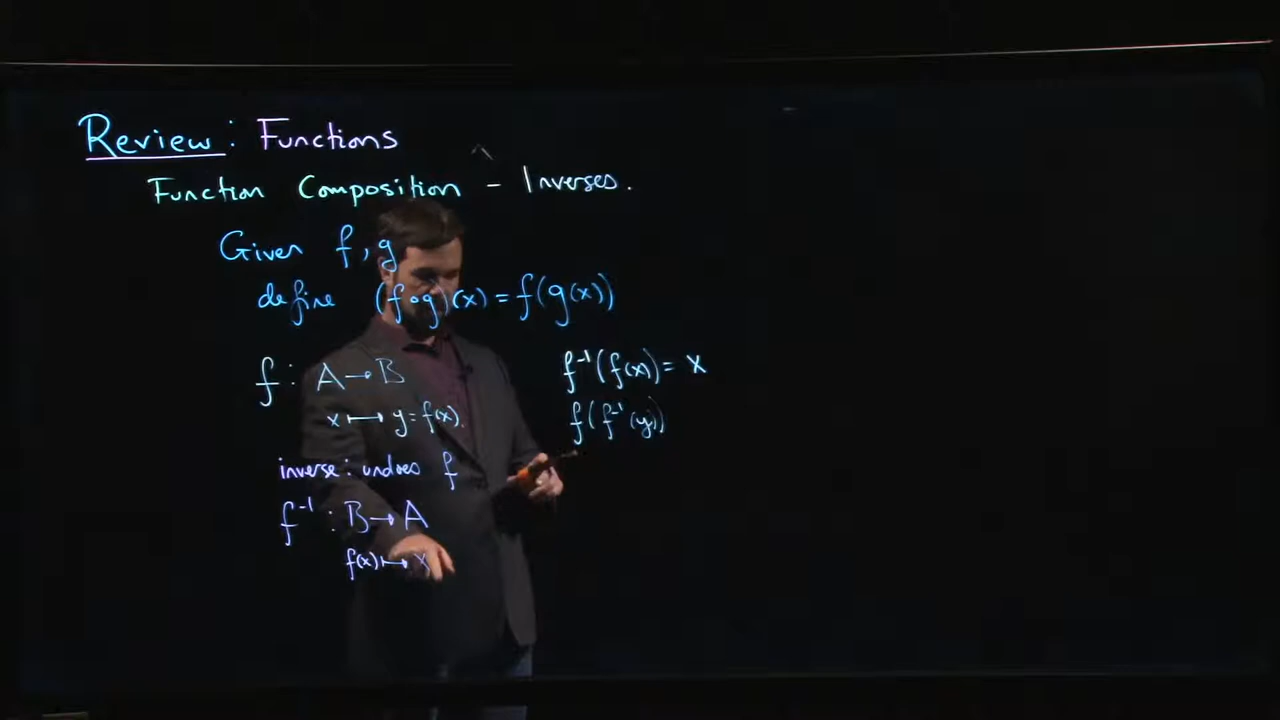 Review: Functions
Function Composition - Inverses.
Given f, g
define (f∘g)(x) = f(g(x))
f: A → B
x ↦ y = f(x).
inverse: undoes f
f⁻¹: B → A
f(x) ↦ x
f⁻¹(f(x)) = x
f(f⁻¹(y))